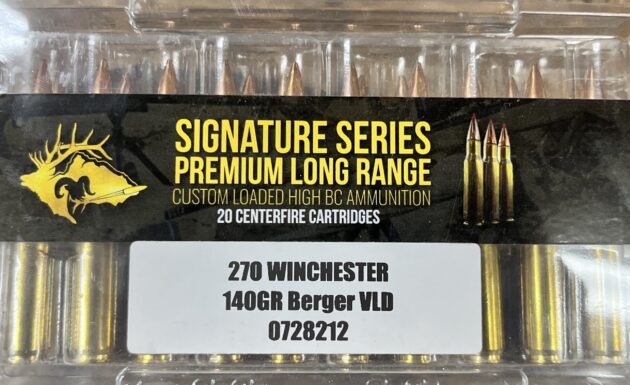 SIGNATURE SERIES
PREMIUM LONG RANGE
CUSTOM LOADED HIGH BC AMMUNITION
20 CENTERFIRE CARTRIDGES
270 WINCHESTER
140GR Berger VLD
0728212